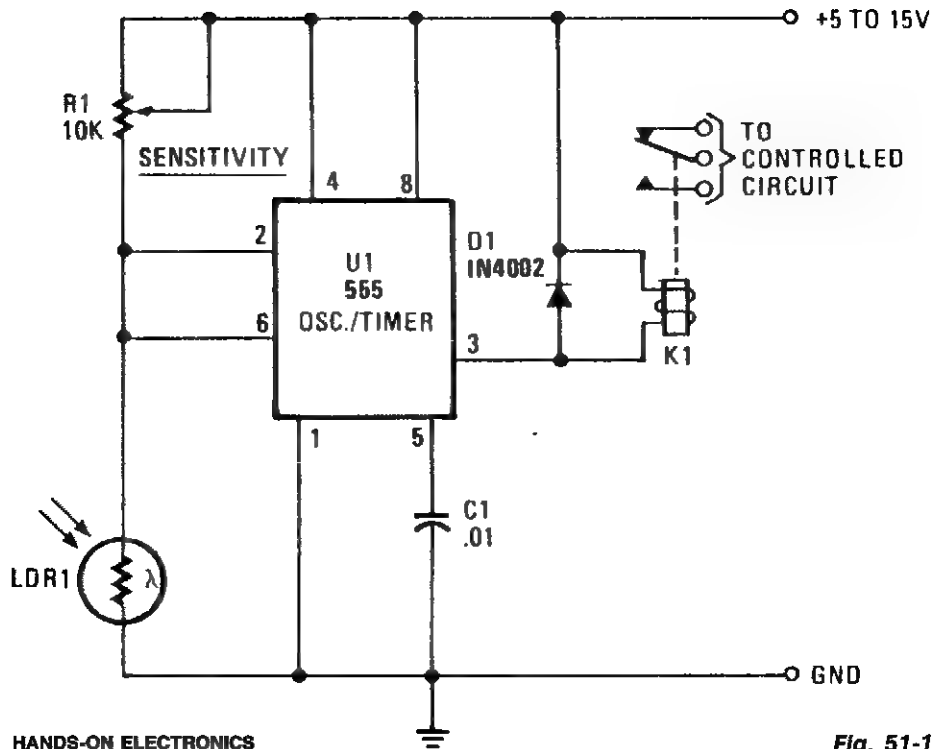 +5 TO 15V
R1
10K
SENSITIVITY
TO
CONTROLLED
CIRCUIT
4
8
2
D1
1N4002
U1
555
OSC./TIMER
6
3
K1
1
5
C1
.01
LDR1
λ
GND
HANDS-ON ELECTRONICS
Fig. 51-1